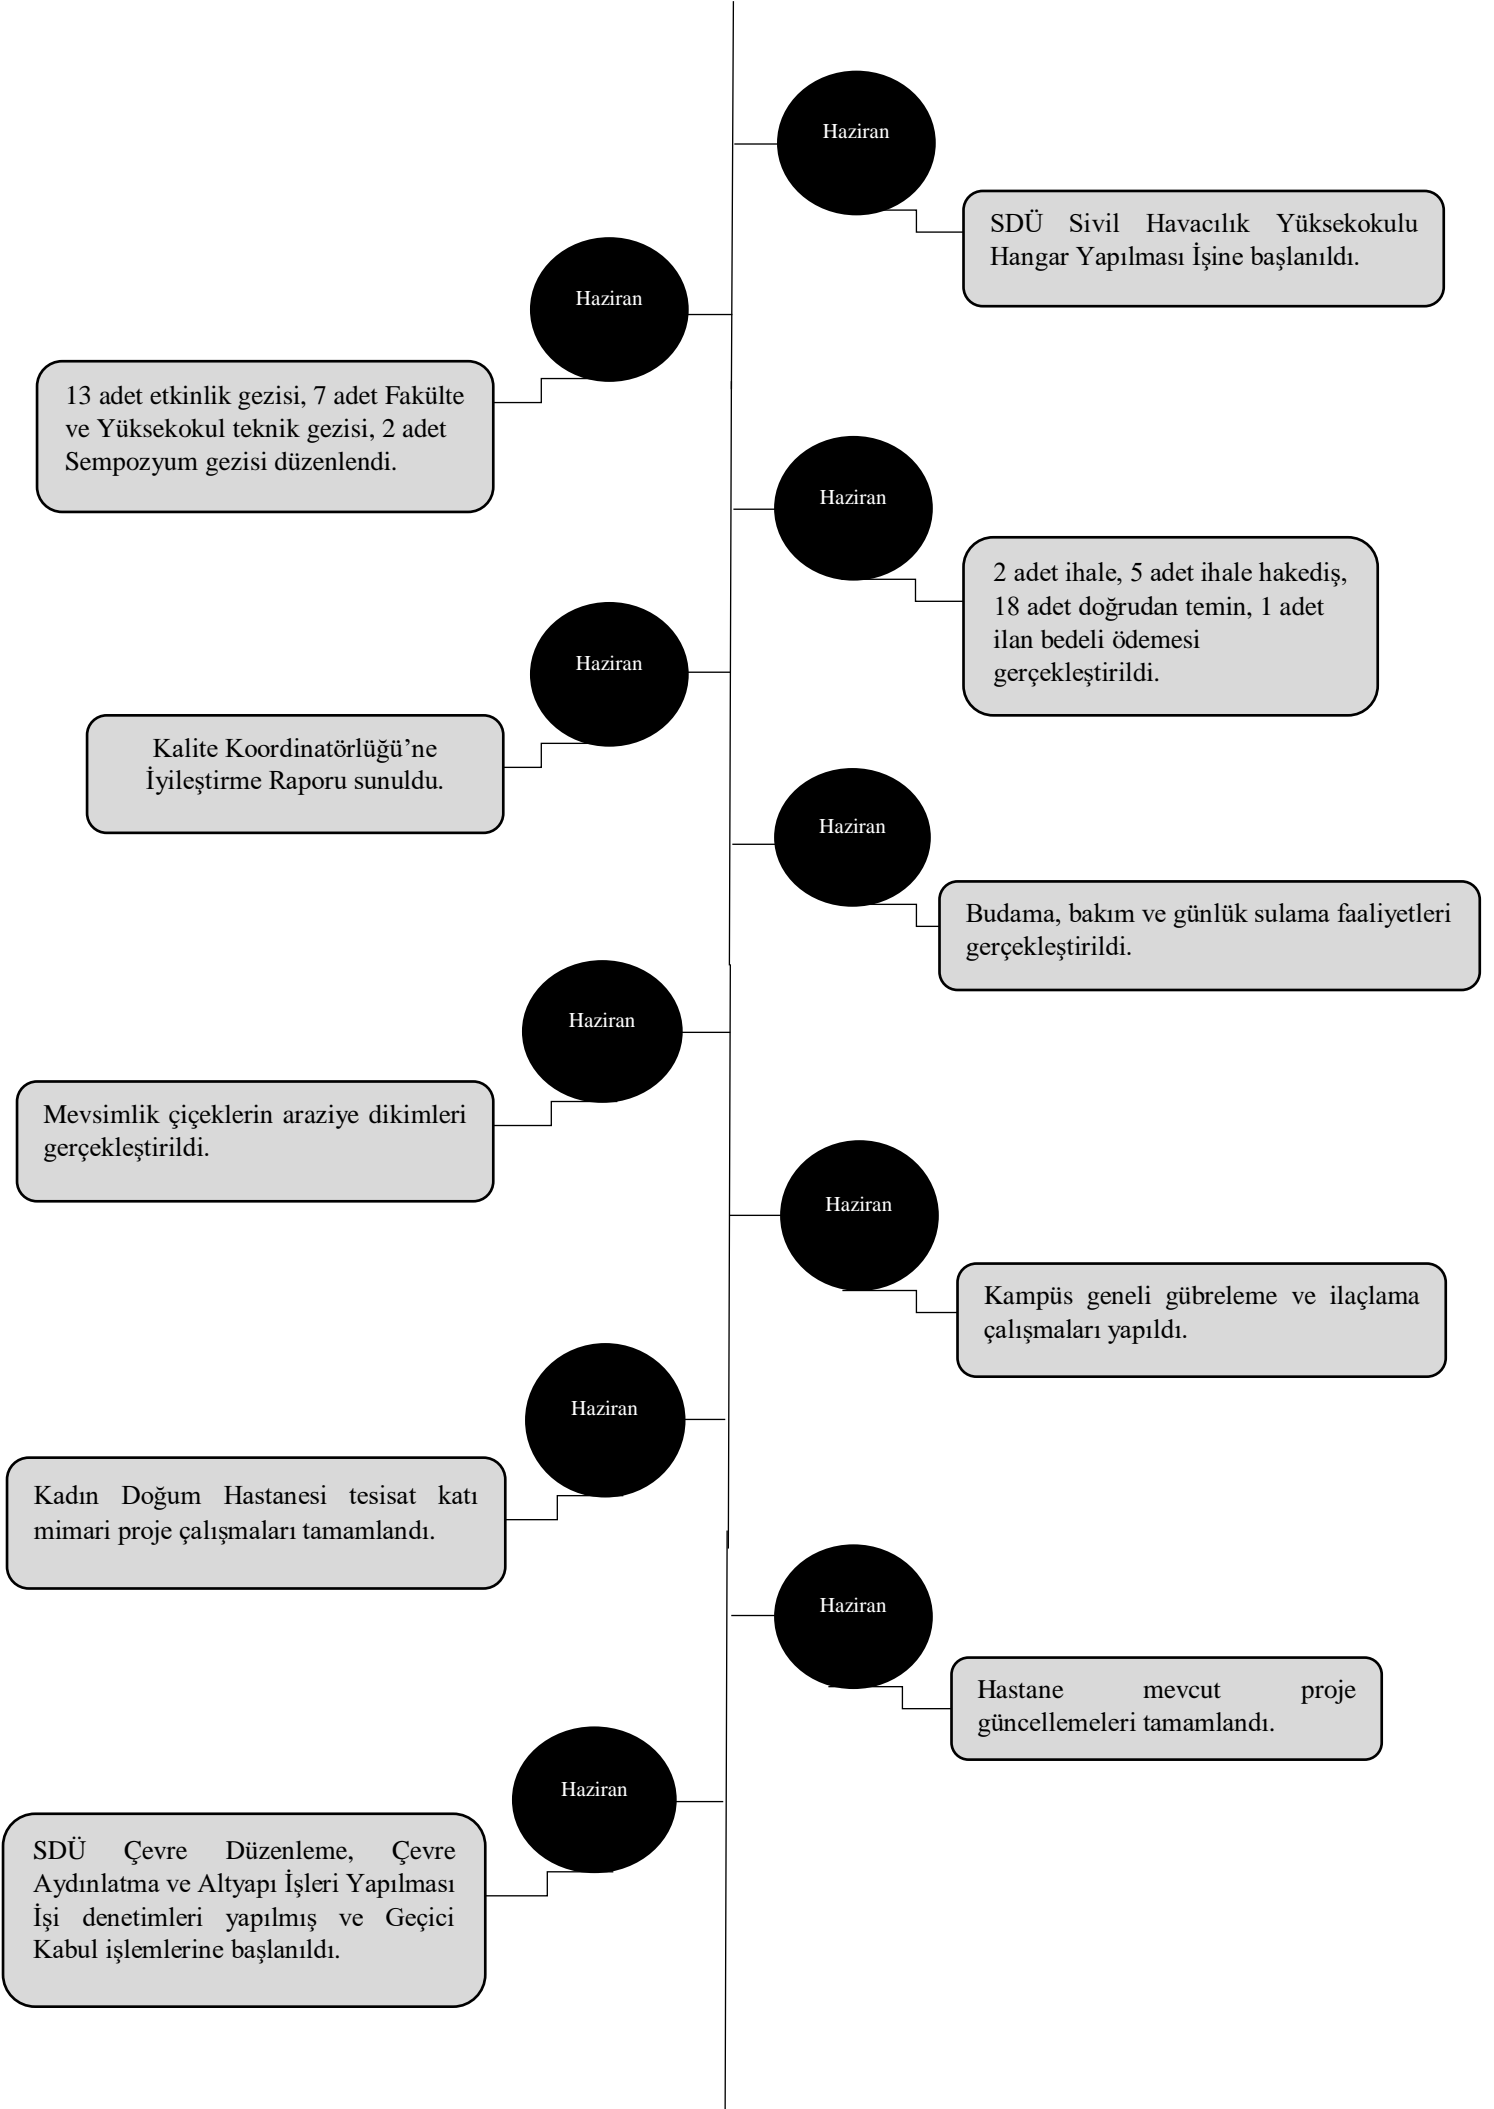 Haziran
SDÜ Sivil Havacılık Yüksekokulu
Hangar Yapılması İşine başlanıldı.
Haziran
13 adet etkinlik gezisi, 7 adet Fakülte
ve Yüksekokul teknik gezisi, 2 adet
Sempozyum gezisi düzenlendi.
Haziran
2 adet ihale, 5 adet ihale hakediş,
18 adet doğrudan temin, 1 adet
ilan bedeli ödemesi
gerçekleştirildi.
Haziran
Kalite Koordinatörlüğü’ne
İyileştirme Raporu sunuldu.
Haziran
Budama, bakım ve günlük sulama faaliyetleri
gerçekleştirildi.
Haziran
Mevsimlik çiçeklerin araziye dikimleri
gerçekleştirildi.
Haziran
Kampüs geneli gübreleme ve ilaçlama
çalışmaları yapıldı.
Haziran
Kadın Doğum Hastanesi tesisat katı
mimari proje çalışmaları tamamlandı.
Haziran
Hastane mevcut proje
güncellemeleri tamamlandı.
Haziran
SDÜ Çevre Düzenleme, Çevre
Aydınlatma ve Altyapı İşleri Yapılması
İşi denetimleri yapılmış ve Geçici
Kabul işlemlerine başlanıldı.